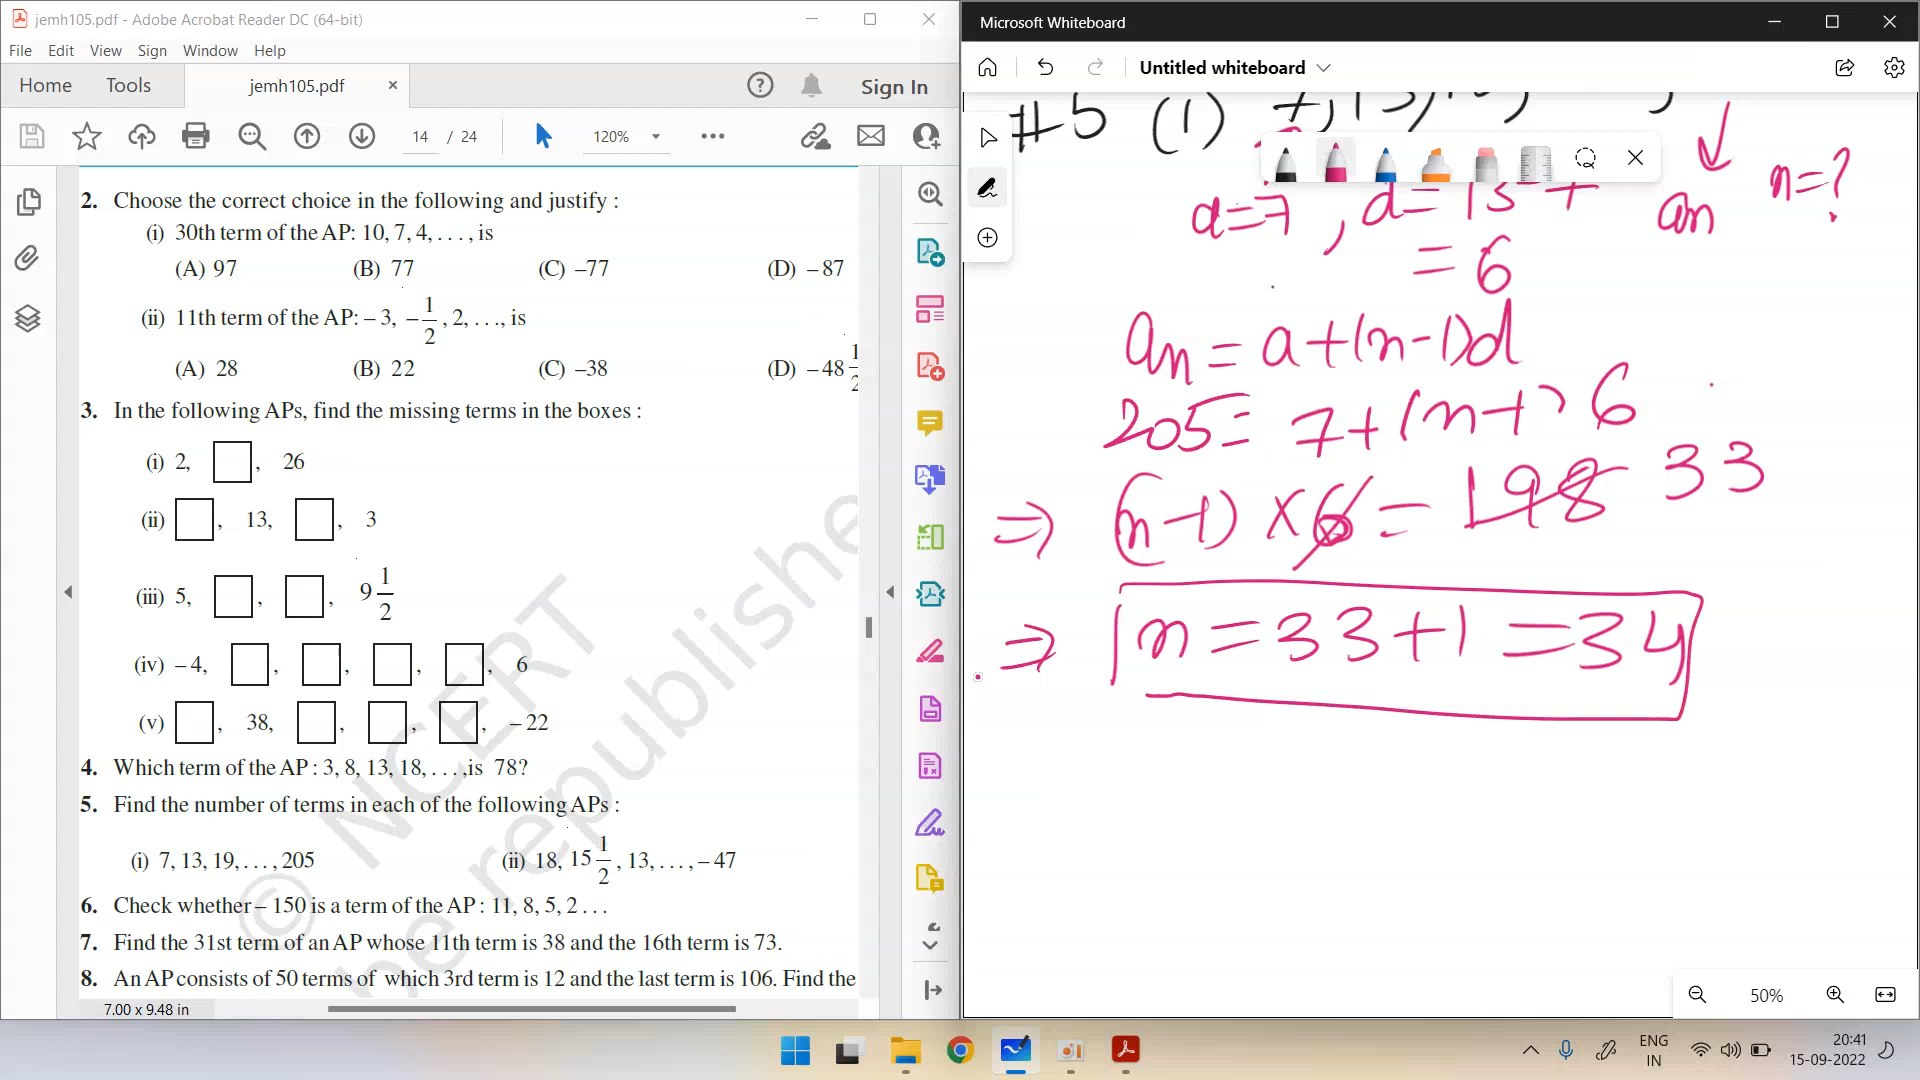 jemh105.pdf - Adobe Acrobat Reader DC (64-bit)
File Edit View Sign Window Help
Home Tools jemh105.pdf × Sign In
14 / 24 120%
2. Choose the correct choice in the following and justify :
(i) 30th term of the AP: 10, 7, 4, . . . , is
(A) 97 (B) 77 (C) –77 (D) – 87
(ii) 11th term of the AP: – 3, –1/2, 2, . . ., is
(A) 28 (B) 22 (C) –38 (D) – 48 1/2
3. In the following APs, find the missing terms in the boxes :
(i) 2, □, 26
(ii) □, 13, □, 3
(iii) 5, □, □, 9 1/2
(iv) – 4, □, □, □, □, 6
(v) □, 38, □, □, □, – 22
4. Which term of the AP : 3, 8, 13, 18, . . . ,is 78?
5. Find the number of terms in each of the following APs :
(i) 7, 13, 19, . . . , 205 (ii) 18, 15 1/2, 13, . . . , – 47
6. Check whether – 150 is a term of the AP : 11, 8, 5, 2 . . .
7. Find the 31st term of an AP whose 11th term is 38 and the 16th term is 73.
8. An AP consists of 50 terms of which 3rd term is 12 and the last term is 106. Find the
© NCERT
be republishe
7.00 x 9.48 in
Microsoft Whiteboard
Untitled whiteboard
#5 (1) 7, 13,
a=7, d= 13-7 an n=?
= 6
an = a+(n-1)d
205= 7+(n-1) 6
⇒ (n-1) ×6 = 198 33
⇒ n=33+1=34
50%
ENG
IN
20:41
15-09-2022